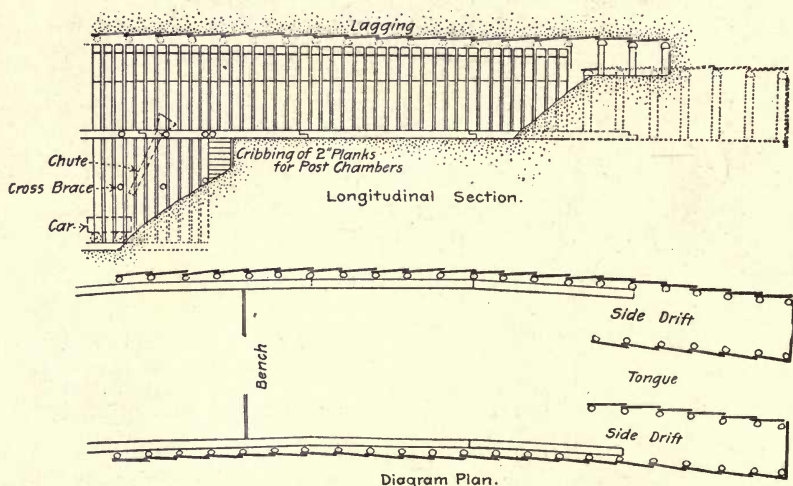 Lagging
Chute
Cribbing of 2" Planks
for Post Chambers
Cross Brace
Longitudinal Section.
Car
Side Drift
Bench
Tongue
Side Drift
Diagram Plan.